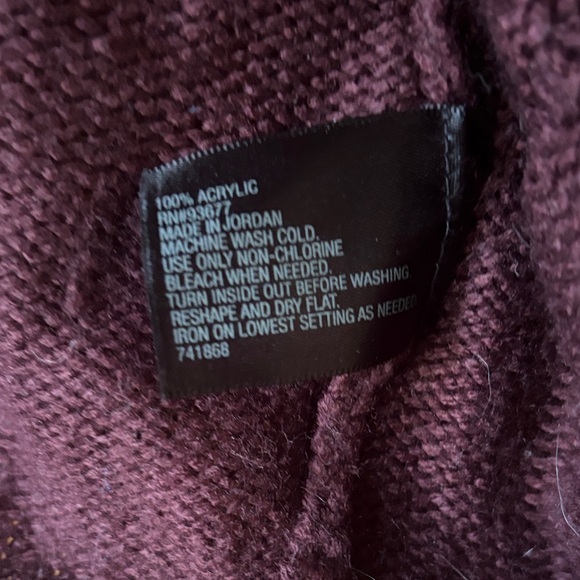 100% ACRYLIC
RN#93677
MADE IN JORDAN
MACHINE WASH COLD.
USE ONLY NON-CHLORINE
BLEACH WHEN NEEDED.
TURN INSIDE OUT BEFORE WASHING
RESHAPE AND DRY FLAT.
IRON ON LOWEST SETTING AS NEEDED
741868